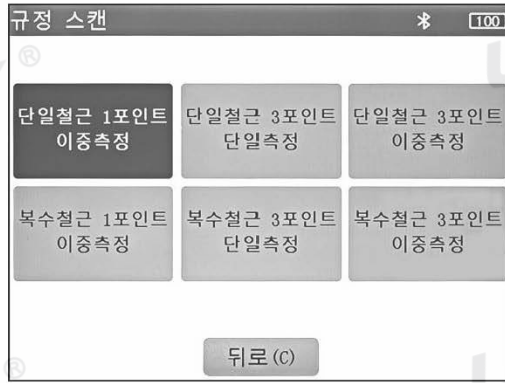 규정 스캔
100
단일철근 1포인트
이중측정
단일철근 3포인트
단일측정
단일철근 3포인트
이중측정
복수철근 1포인트
이중측정
복수철근 3포인트
단일측정
복수철근 3포인트
이중측정
뒤로(C)